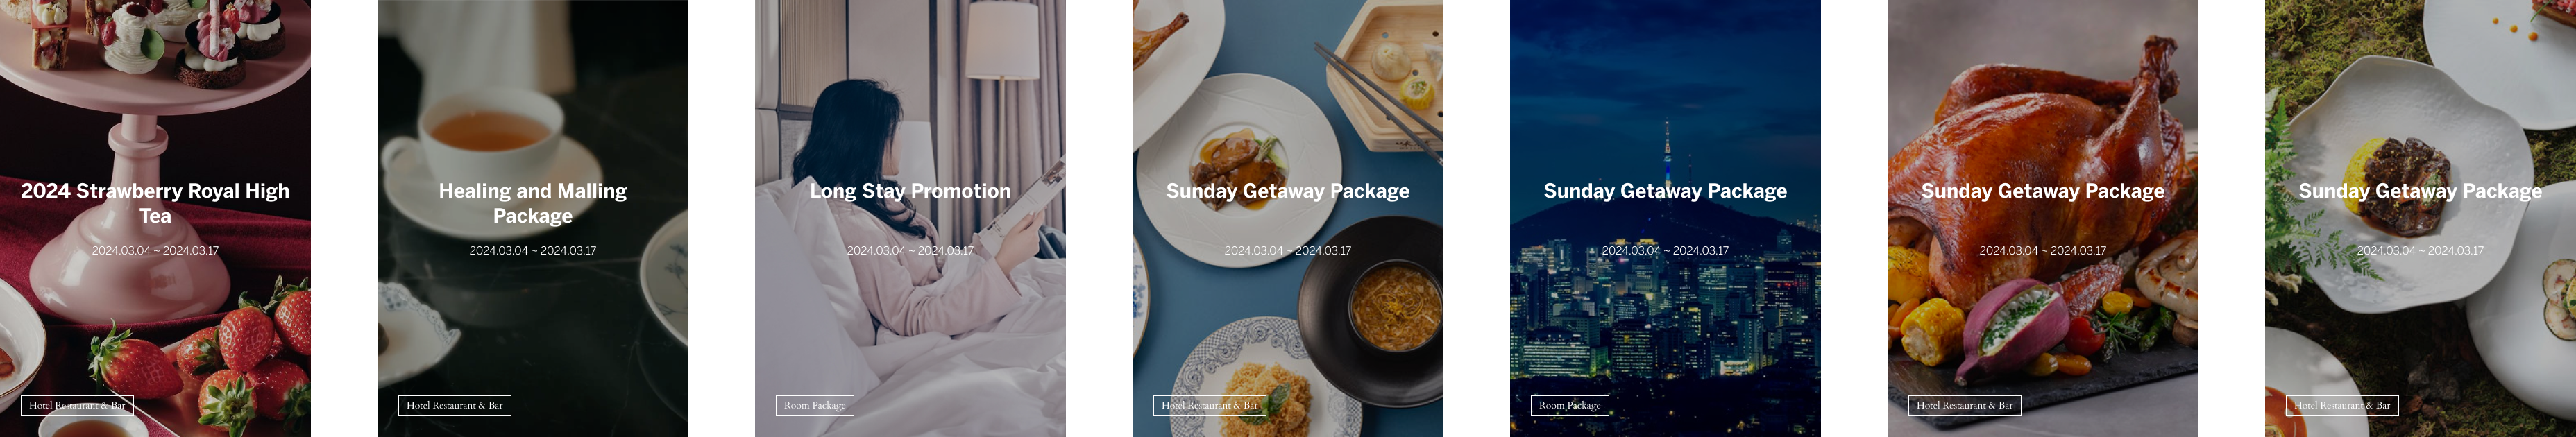 2024 Strawberry Royal High
Tea
2024.03.04 ~ 2024.03.17
Hotel Restaurant & Bar
Healing and Malling
Package
2024.03.04 ~ 2024.03.17
Hotel Restaurant & Bar
Long Stay Promotion
2024.03.04 ~ 2024.03.17
Room Package
Sunday Getaway Package
2024.03.04 ~ 2024.03.17
Hotel Restaurant & Bar
Sunday Getaway Package
2024.03.04 ~ 2024.03.17
Room Package
Sunday Getaway Package
2024.03.04 ~ 2024.03.17
Hotel Restaurant & Bar
Sunday Getaway Package
2024.03.04 ~ 2024.03.17
Hotel Restaurant & Bar